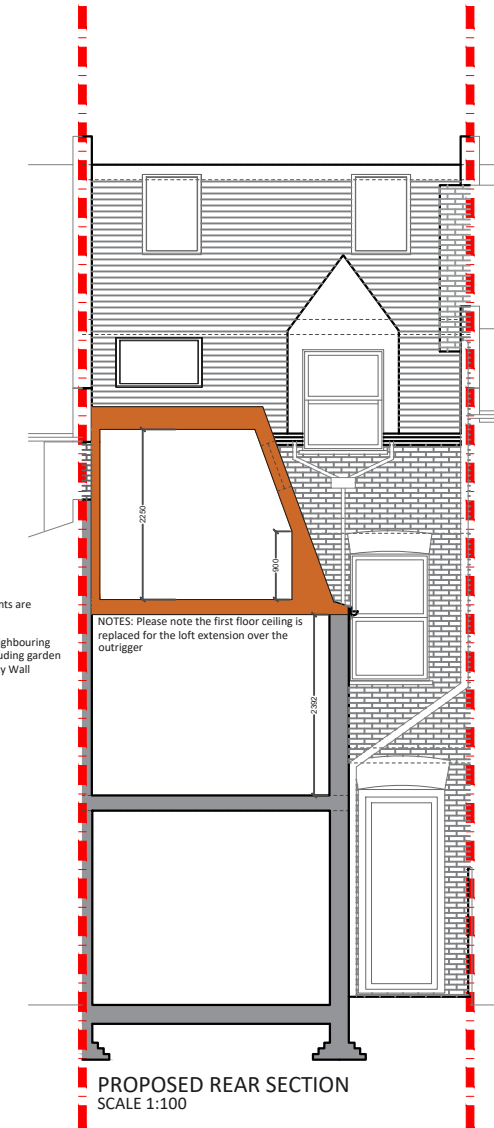 2250
900
nts are
NOTES: Please note the first floor ceiling is
replaced for the loft extension over the
outrigger
ighbouring
uding garden
y Wall
2392
PROPOSED REAR SECTION
SCALE 1:100